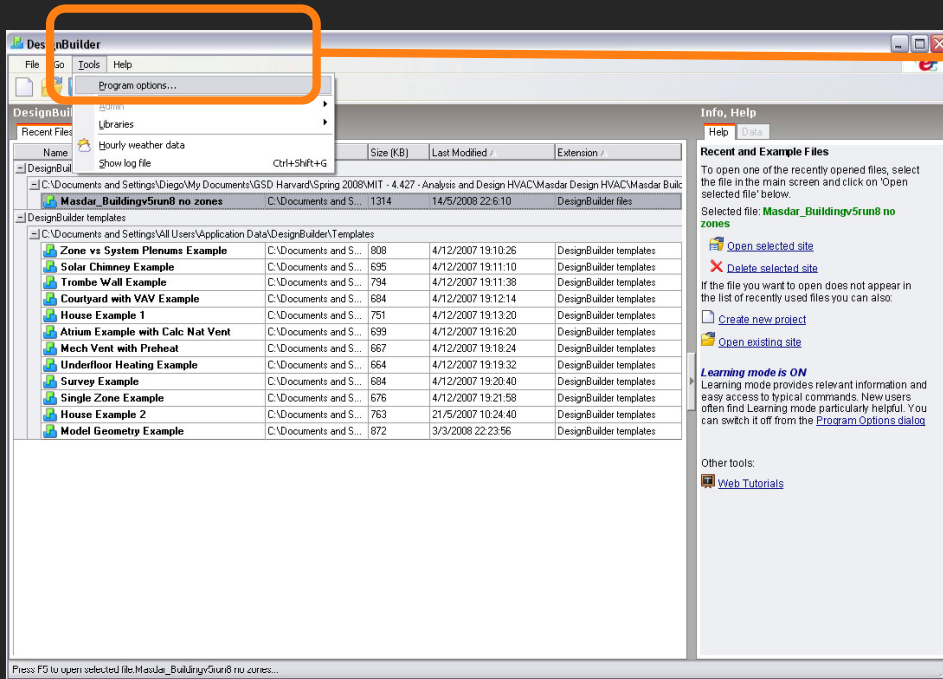 DesignBuilder
File Go Tools Help
Program options...
Admin
Libraries
Hourly weather data
Show log file Ctrl+Shift+G
DesignBuil
Recent Files
Name Size (KB) Last Modified Extension
DesignBuil
C:\Documents and Settings\Diego\My Documents\GSD Harvard\Spring 2008\MIT - 4.427 - Analysis and Design HVAC\Masdar Design HVAC\Masdar Builc
Masdar_Buildingv5run8 no zones C:\Documents and S... 1314 14/5/2008 22:6:10 DesignBuilder files
DesignBuilder templates
C:\Documents and Settings\All Users\Application Data\DesignBuilder\Templates
Zone vs System Plenums Example C:\Documents and S... 808 4/12/2007 19:10:26 DesignBuilder templates
Solar Chimney Example C:\Documents and S... 695 4/12/2007 19:11:10 DesignBuilder templates
Trombe Wall Example C:\Documents and S... 794 4/12/2007 19:11:38 DesignBuilder templates
Courtyard with VAV Example C:\Documents and S... 684 4/12/2007 19:12:14 DesignBuilder templates
House Example 1 C:\Documents and S... 751 4/12/2007 19:13:20 DesignBuilder templates
Atrium Example with Calc Nat Vent C:\Documents and S... 699 4/12/2007 19:16:20 DesignBuilder templates
Mech Vent with Preheat C:\Documents and S... 667 4/12/2007 19:18:24 DesignBuilder templates
Underfloor Heating Example C:\Documents and S... 664 4/12/2007 19:19:32 DesignBuilder templates
Survey Example C:\Documents and S... 684 4/12/2007 19:20:40 DesignBuilder templates
Single Zone Example C:\Documents and S... 676 4/12/2007 19:21:58 DesignBuilder templates
House Example 2 C:\Documents and S... 763 21/5/2007 10:24:40 DesignBuilder templates
Model Geometry Example C:\Documents and S... 872 3/3/2008 22:23:56 DesignBuilder templates
Info, Help
Help Data
Recent and Example Files
To open one of the recently opened files, select
the file in the main screen and click on 'Open
selected file' below.
Selected file: Masdar_Buildingv5run8 no
zones
Open selected site
Delete selected site
If the file you want to open does not appear in
the list of recently used files you can also:
Create new project
Open existing site
Learning mode is ON
Learning mode provides relevant information and
easy access to typical commands. New users
often find Learning mode particularly helpful. You
can switch it off from the Program Options dialog
Other tools:
Web Tutorials
Press F5 to open selected file.Masdar_Buildingv5run8 no zones...